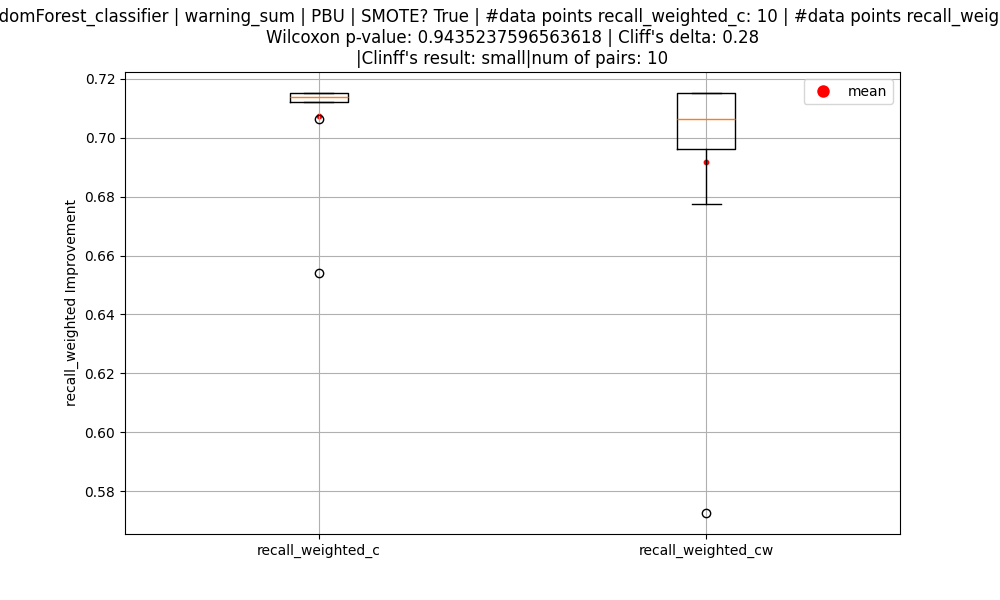 domForest_classifier | warning_sum | PBU | SMOTE? True | #data points recall_weighted_c: 10 | #data points recall_weig
Wilcoxon p-value: 0.9435237596563618 | Cliff's delta: 0.28
|Clinff's result: small|num of pairs: 10
mean
0.72
0.70
0.68
0.66
0.64
0.62
0.60
0.58
recall_weighted Improvement
recall_weighted_c
recall_weighted_cw